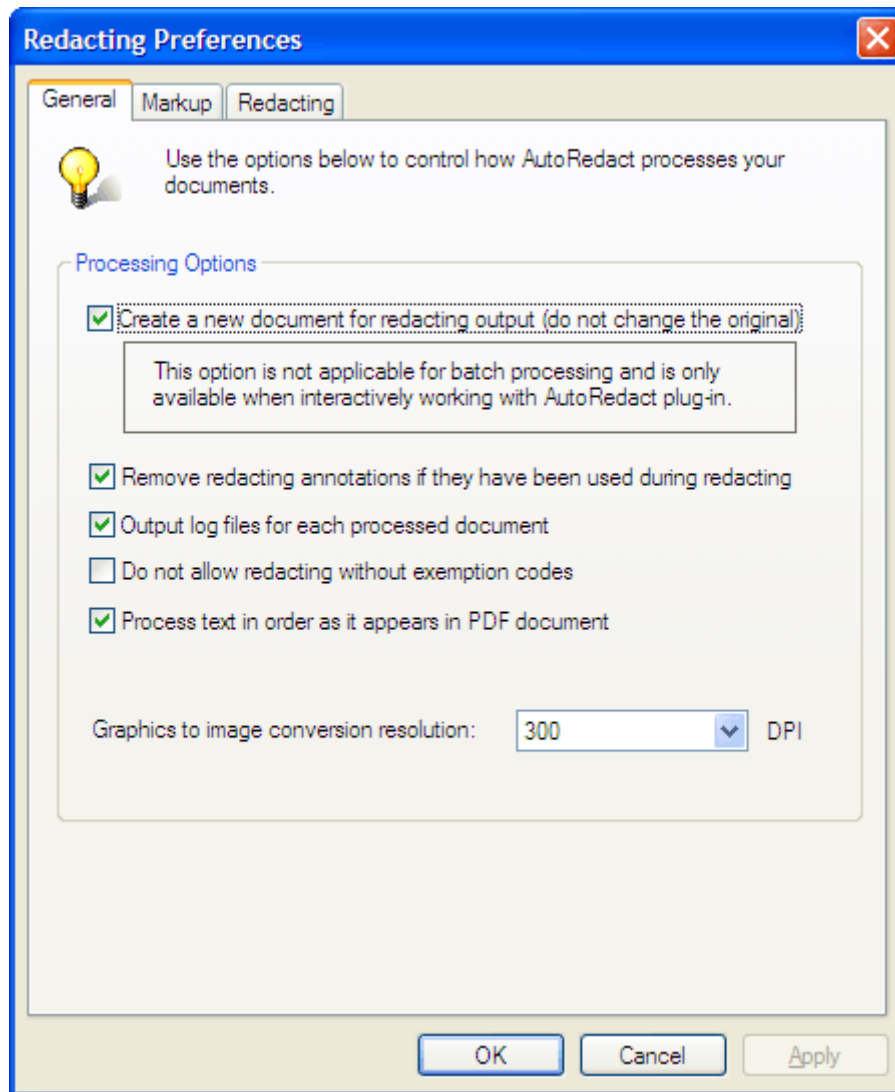 Redacting Preferences
General Markup Redacting
Use the options below to control how AutoRedact processes your
documents.
Processing Options
Create a new document for redacting output (do not change the original)
This option is not applicable for batch processing and is only
available when interactively working with AutoRedact plug-in.
Remove redacting annotations if they have been used during redacting
Output log files for each processed document
Do not allow redacting without exemption codes
Process text in order as it appears in PDF document
Graphics to image conversion resolution: 300 DPI
OK Cancel Apply